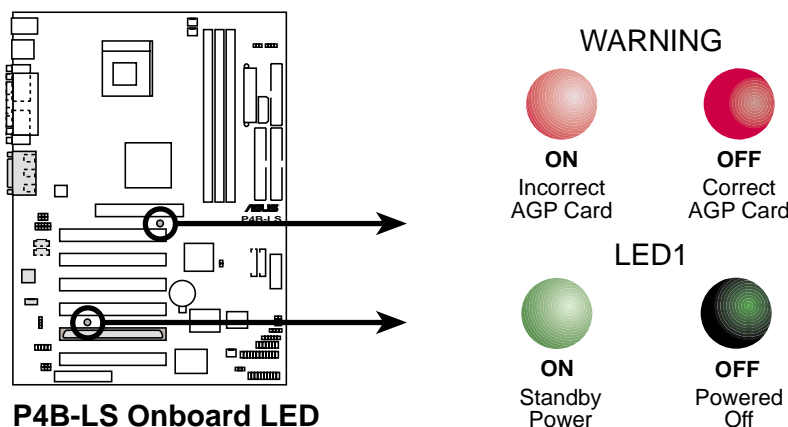 WARNING
ON
OFF
Incorrect
AGP Card
Correct
AGP Card
ASUS
P4B-LS
LED1
ON
OFF
Standby
Power
Powered
Off
P4B-LS Onboard LED